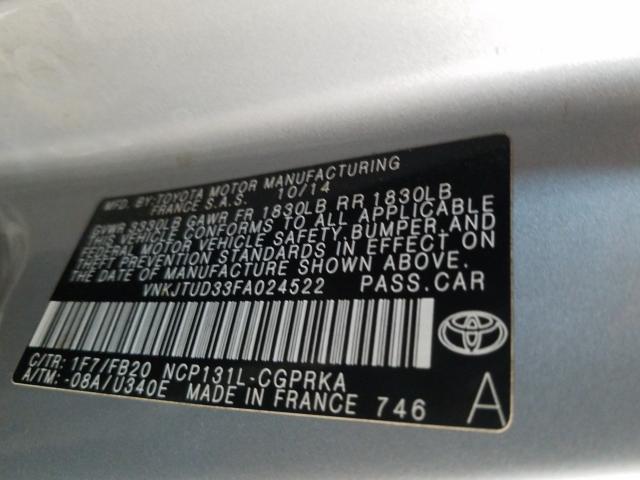 MFD. BY:TOYOTA MOTOR MANUFACTURING
FRANCE S.A.S. 10/14
GVWR 3330LB GAWR FR 1830LB RR 1830LB
THIS VEHICLE CONFORMS TO ALL APPLICABLE
FEDERAL MOTOR VEHICLE SAFETY,BUMPER,AND
THEFT PREVENTION STANDARDS IN EFFECT ON
THE DATE OF MANUFACTURE SHOWN ABOVE.
VNKJTUD33FA024522 PASS.CAR
C/TR: 1F7/FB20 NCP131L-CGPRKA
A/TM: -08A/U340E MADE IN FRANCE 746
A